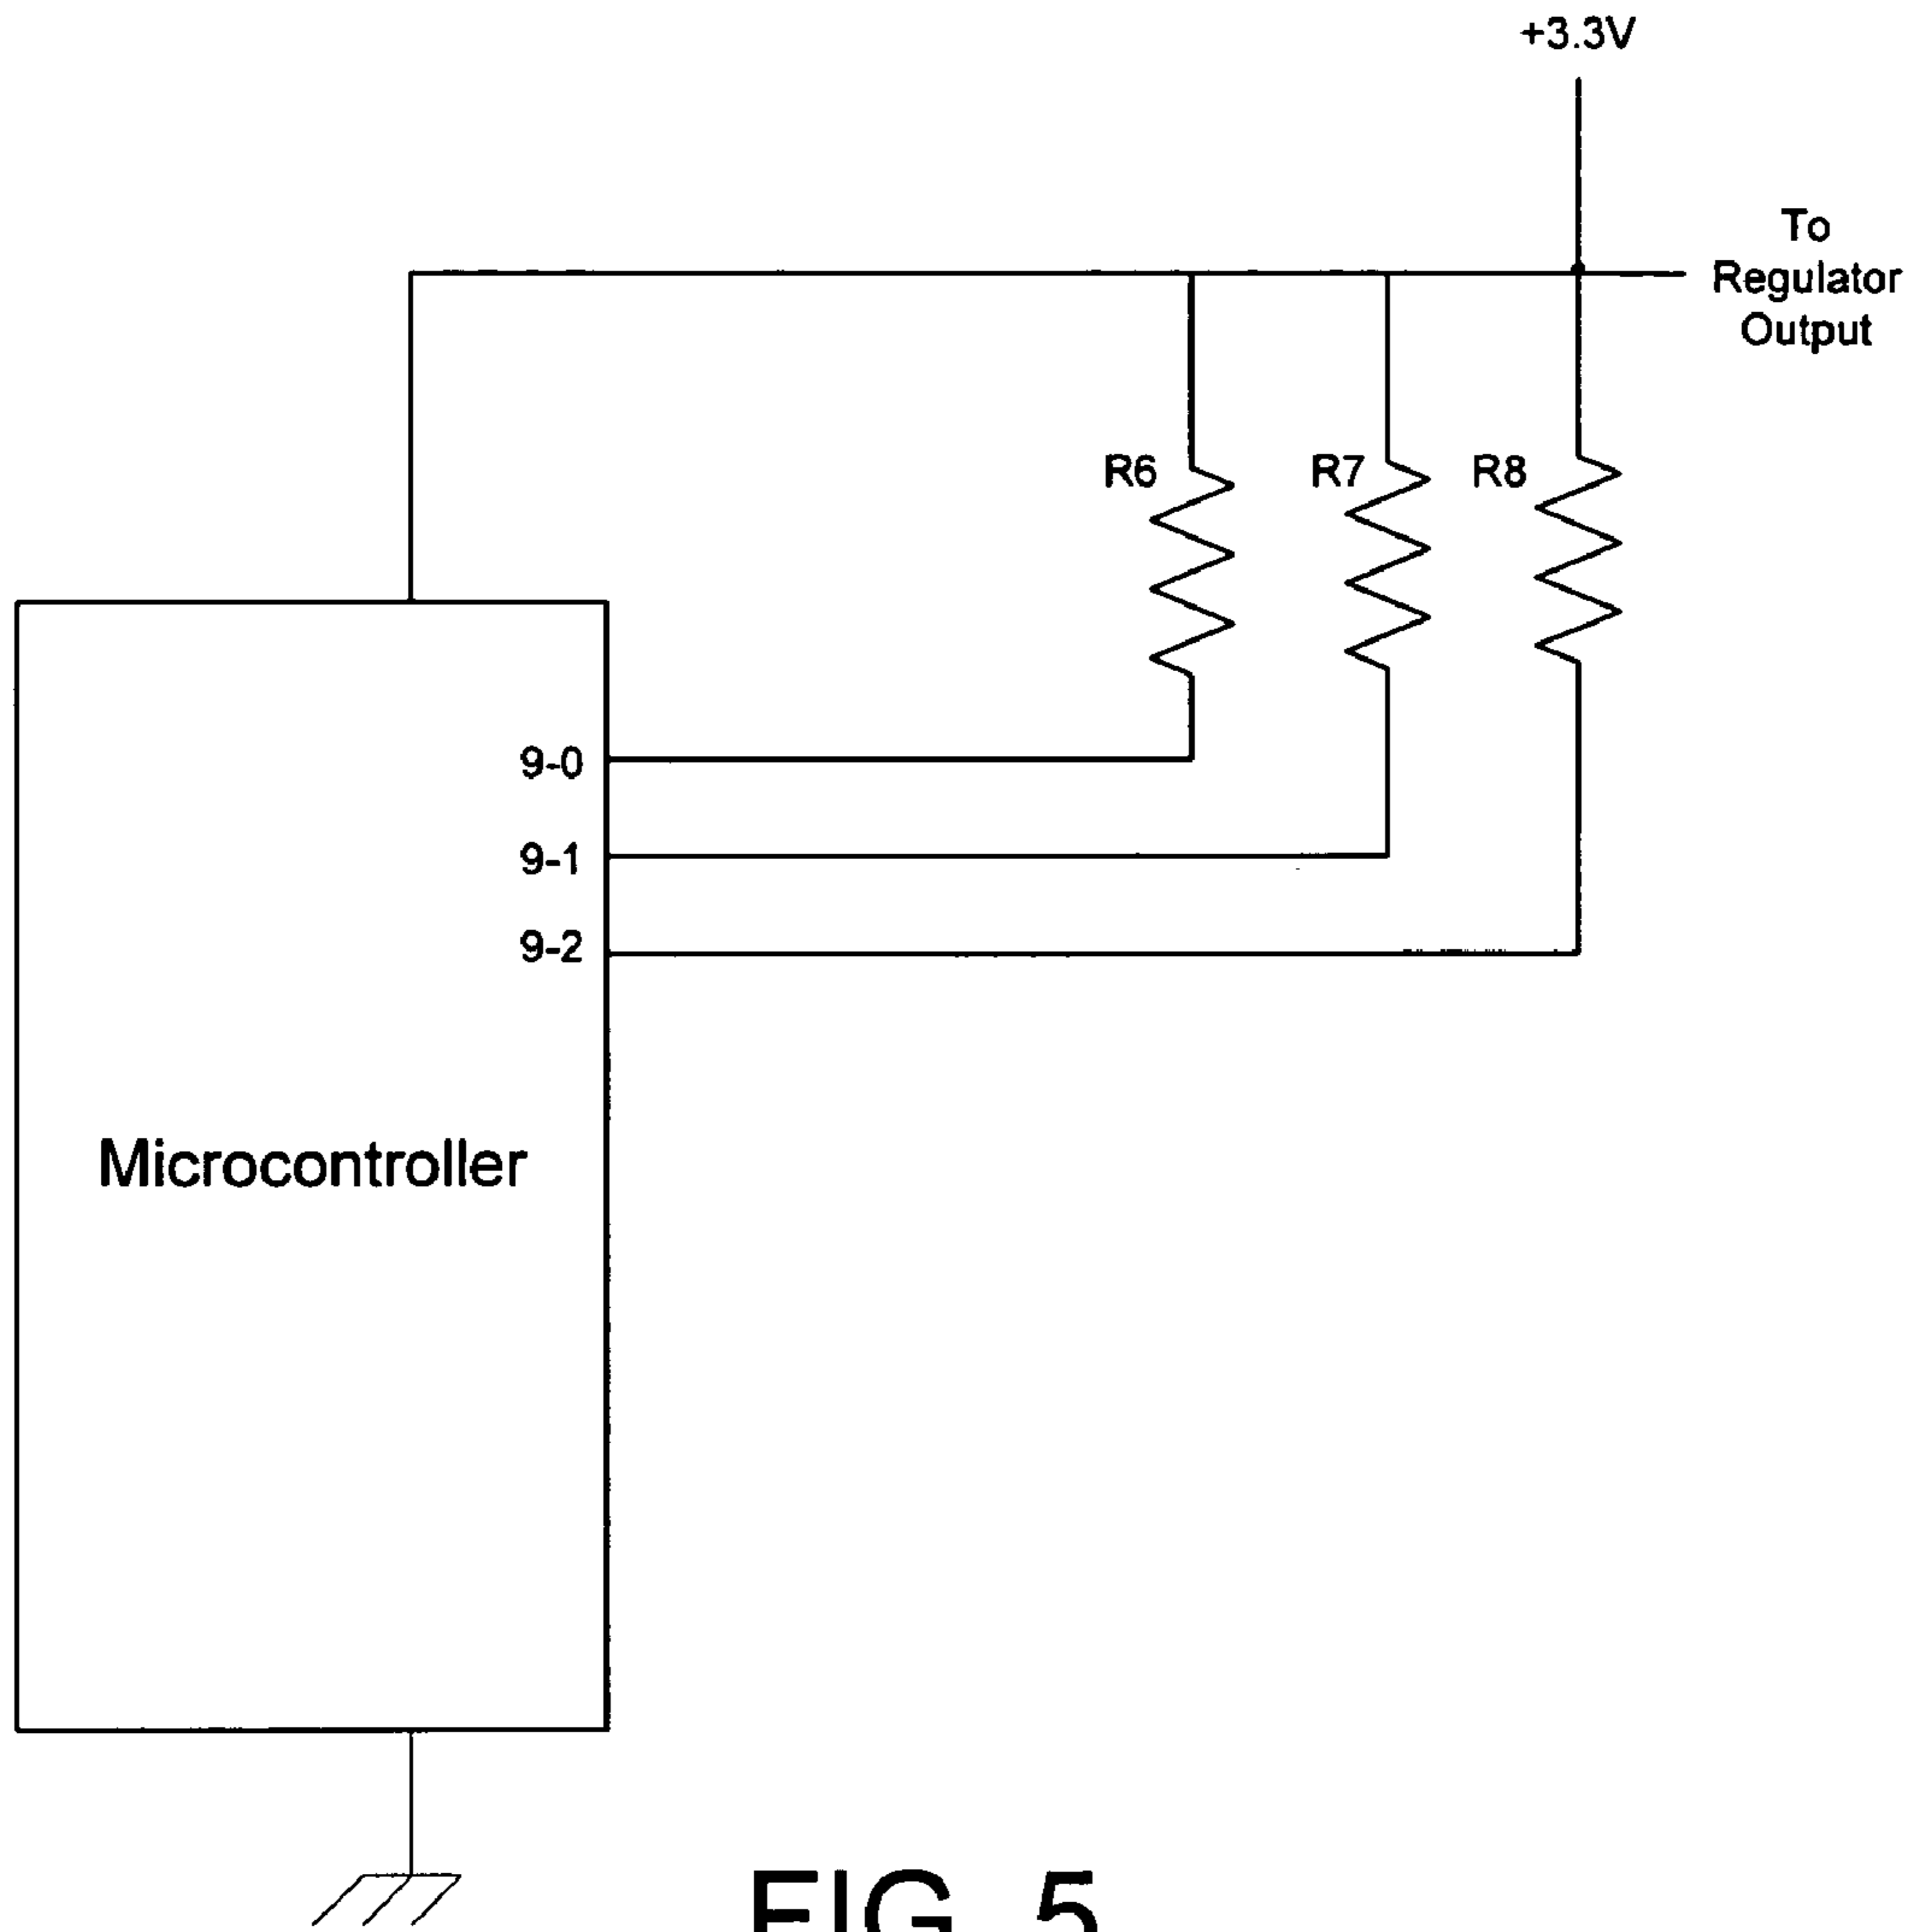 +3.3V
To
Regulator
Output
R6
R7
R8
9-0
9-1
9-2
Microcontroller
FIG. 5